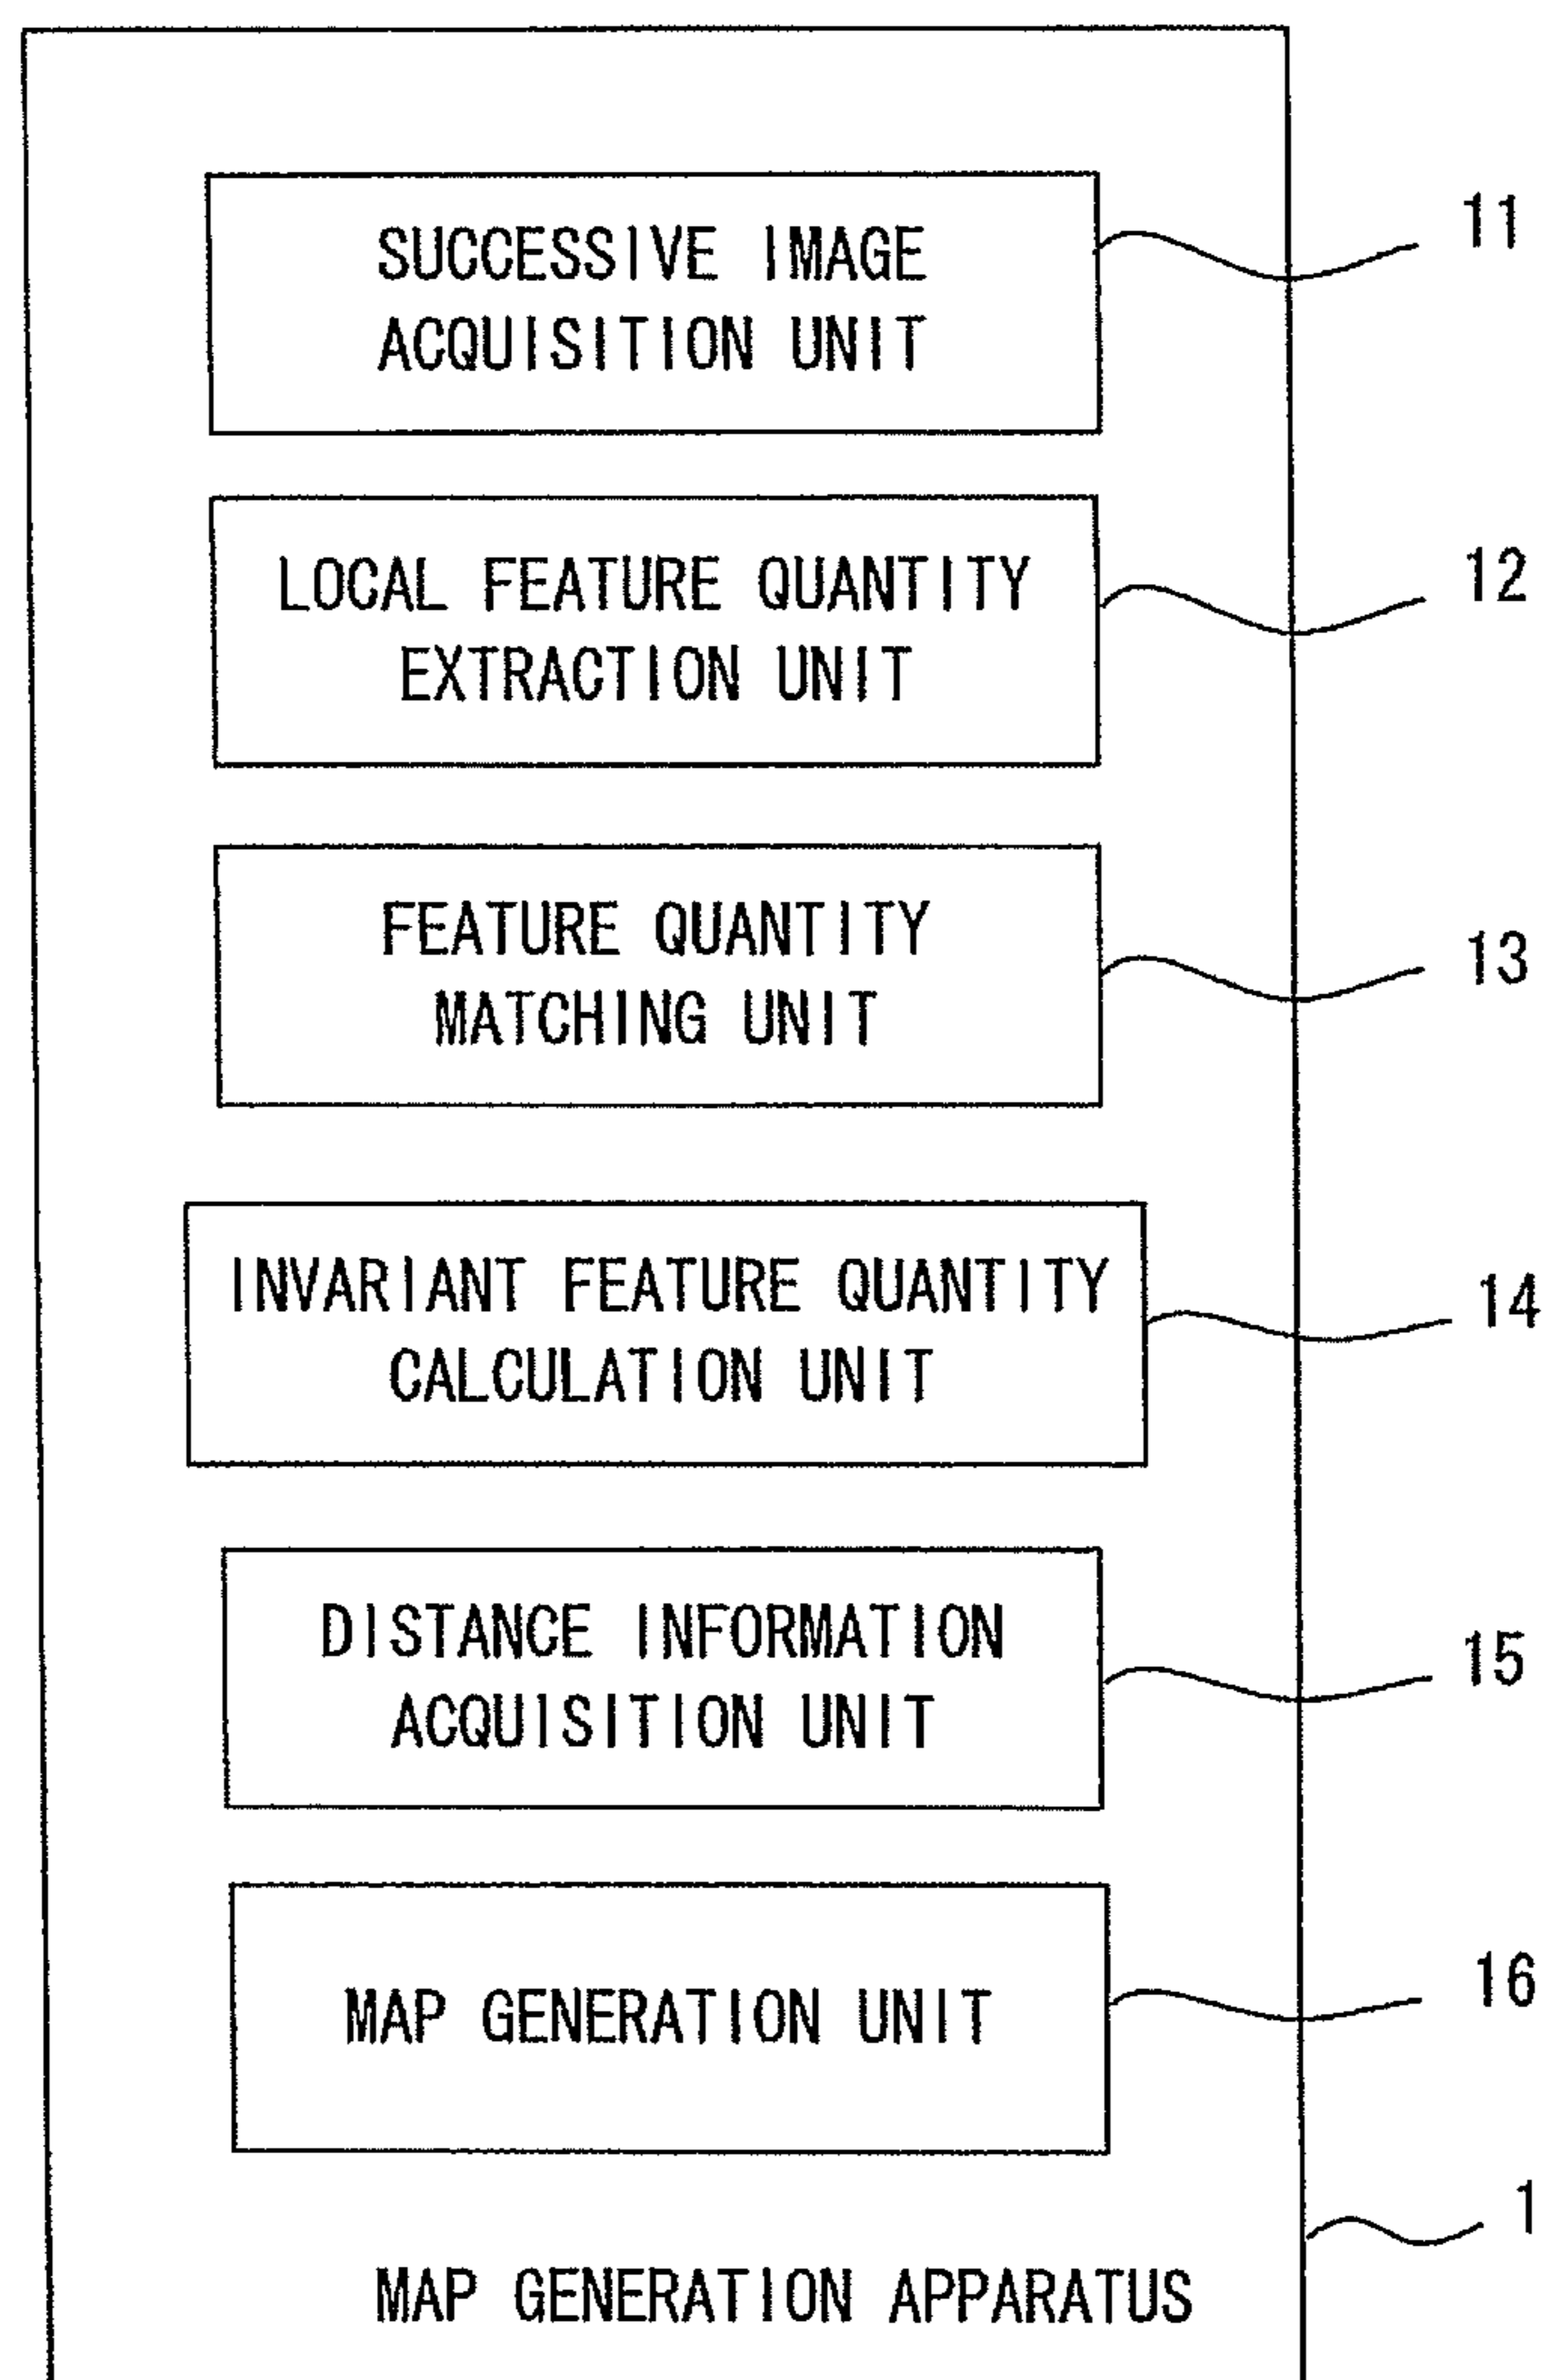 SUCCESSIVE IMAGE
ACQUISITION UNIT
11
LOCAL FEATURE QUANTITY
EXTRACTION UNIT
12
FEATURE QUANTITY
MATCHING UNIT
13
INVARIANT FEATURE QUANTITY
CALCULATION UNIT
14
DISTANCE INFORMATION
ACQUISITION UNIT
15
MAP GENERATION UNIT
16
1
MAP GENERATION APPARATUS